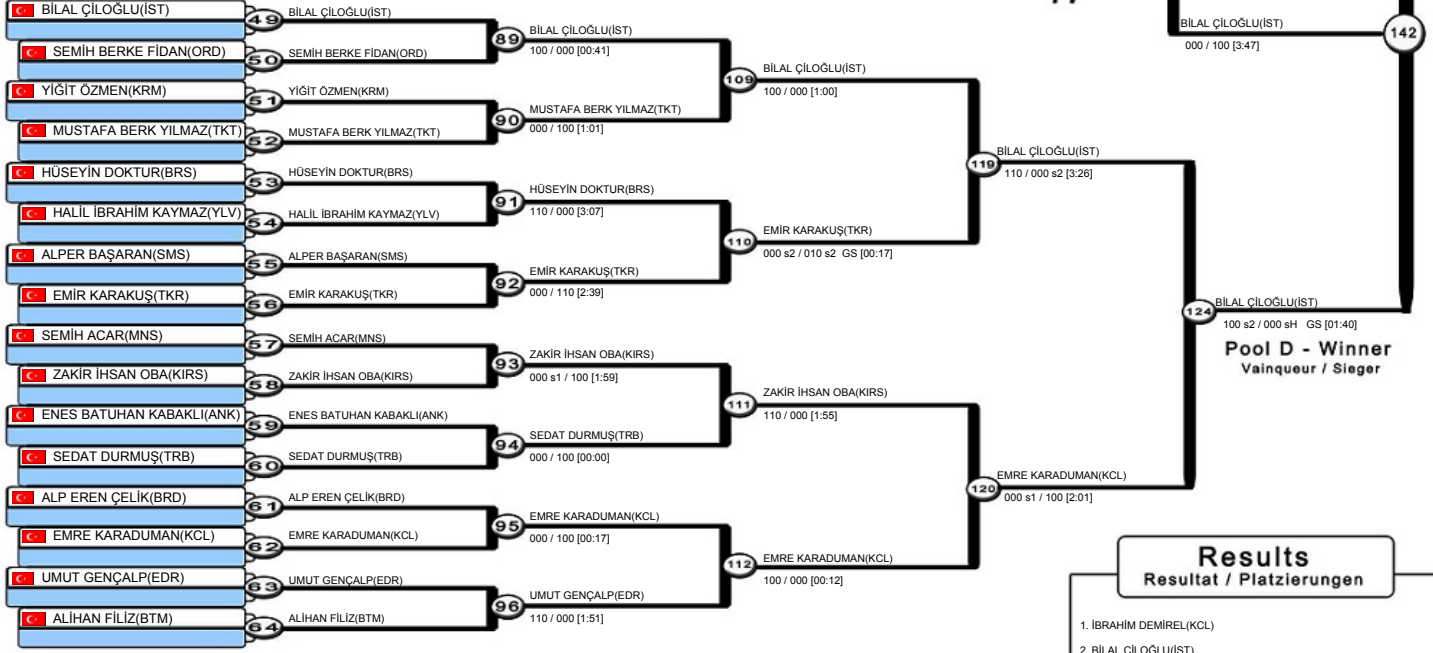 BİLAL ÇİLOĞLU(İST)
SEMİH BERKE FİDAN(ORD)
YİĞİT ÖZMEN(KRM)
MUSTAFA BERK YILMAZ(TKT)
HÜSEYİN DOKTUR(BRS)
HALİL İBRAHİM KAYMAZ(YLV)
ALPER BAŞARAN(SMS)
EMİR KARAKUŞ(TKR)
SEMİH ACAR(MNS)
ZAKİR İHSAN OBA(KIRS)
ENES BATUHAN KABAKLI(ANK)
SEDAT DURMUŞ(TRB)
ALP EREN ÇELİK(BRD)
EMRE KARADUMAN(KCL)
UMUT GENÇALP(EDR)
ALİHAN FİLİZ(BTM)
49 BİLAL ÇİLOĞLU(İST)
50 SEMİH BERKE FİDAN(ORD)
51 YİĞİT ÖZMEN(KRM)
52 MUSTAFA BERK YILMAZ(TKT)
53 HÜSEYİN DOKTUR(BRS)
54 HALİL İBRAHİM KAYMAZ(YLV)
55 ALPER BAŞARAN(SMS)
56 EMİR KARAKUŞ(TKR)
57 SEMİH ACAR(MNS)
58 ZAKİR İHSAN OBA(KIRS)
59 ENES BATUHAN KABAKLI(ANK)
60 SEDAT DURMUŞ(TRB)
61 ALP EREN ÇELİK(BRD)
62 EMRE KARADUMAN(KCL)
63 UMUT GENÇALP(EDR)
64 ALİHAN FİLİZ(BTM)
89 BİLAL ÇİLOĞLU(İST)
100 / 000 [00:41]
90 MUSTAFA BERK YILMAZ(TKT)
000 / 100 [1:01]
91 HÜSEYİN DOKTUR(BRS)
110 / 000 [3:07]
92 EMİR KARAKUŞ(TKR)
000 / 110 [2:39]
93 ZAKİR İHSAN OBA(KIRS)
000 s1 / 100 [1:59]
94 SEDAT DURMUŞ(TRB)
000 / 100 [00:00]
95 EMRE KARADUMAN(KCL)
000 / 100 [00:17]
96 UMUT GENÇALP(EDR)
110 / 000 [1:51]
109 BİLAL ÇİLOĞLU(İST)
100 / 000 [1:00]
110 EMİR KARAKUŞ(TKR)
000 s2 / 010 s2 GS [00:17]
111 ZAKİR İHSAN OBA(KIRS)
110 / 000 [1:55]
112 EMRE KARADUMAN(KCL)
100 / 000 [00:12]
119 BİLAL ÇİLOĞLU(İST)
110 / 000 s2 [3:26]
120 EMRE KARADUMAN(KCL)
000 s1 / 100 [2:01]
BİLAL ÇİLOĞLU(İST) 142
000 / 100 [3:47]
124 BİLAL ÇİLOĞLU(İST)
100 s2 / 000 sH GS [01:40]
Pool D - Winner
Vainqueur / Sieger
Results
Resultat / Platzierungen
1. İBRAHİM DEMİREL(KCL)
2. BİLAL ÇİLOĞLU(İST)